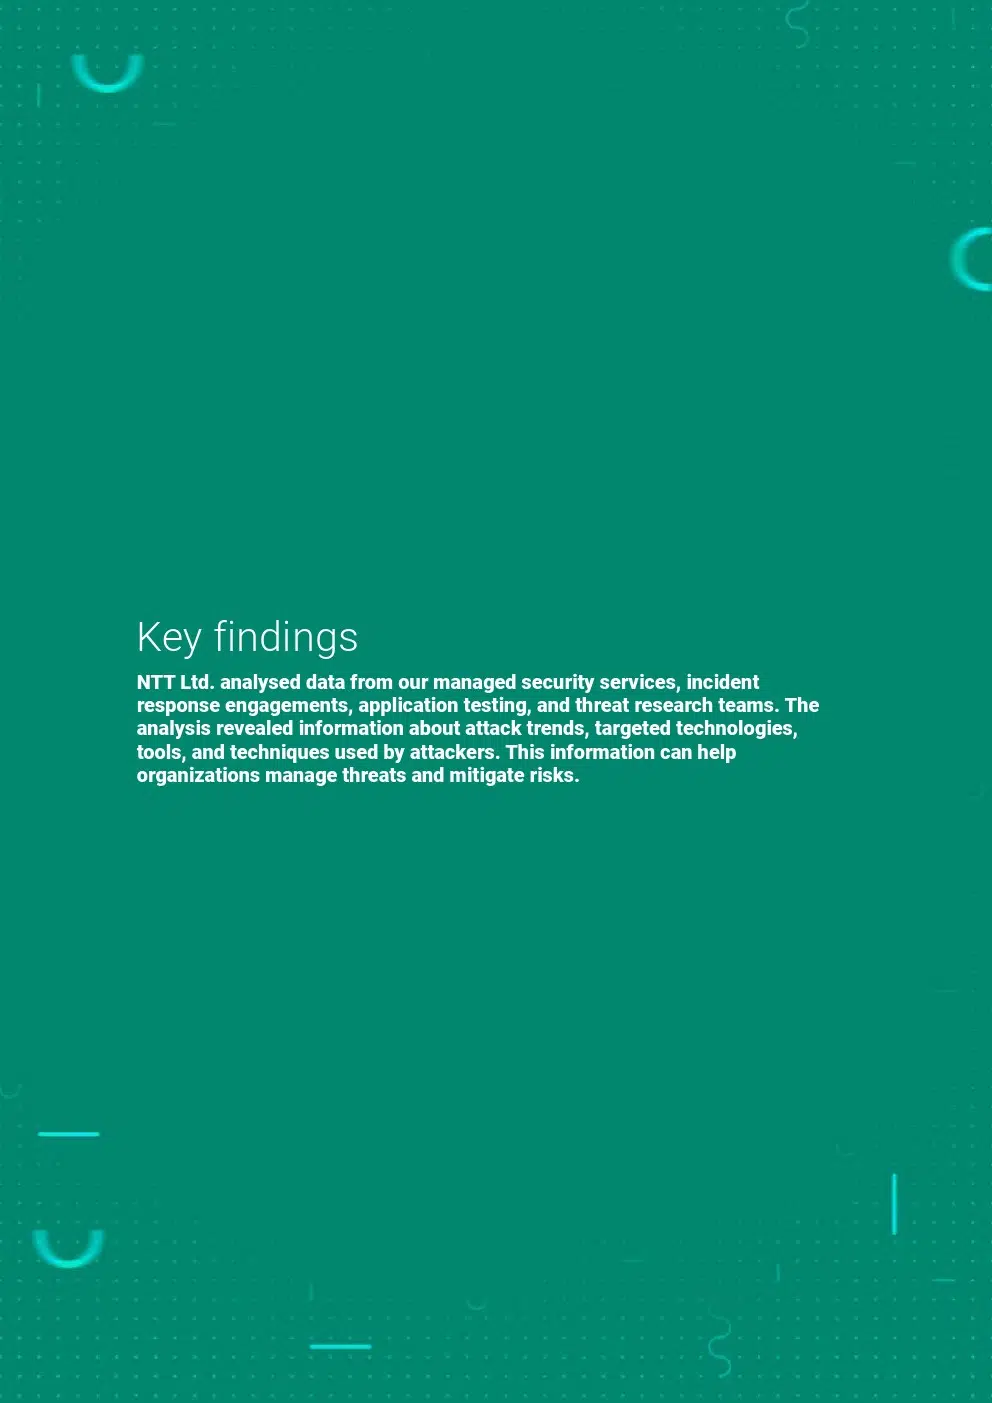 Key findings
NTT Ltd. analysed data from our managed security services, incident
response engagements, application testing, and threat research teams. The
analysis revealed information about attack trends, targeted technologies,
tools, and techniques used by attackers. This information can help
organizations manage threats and mitigate risks.